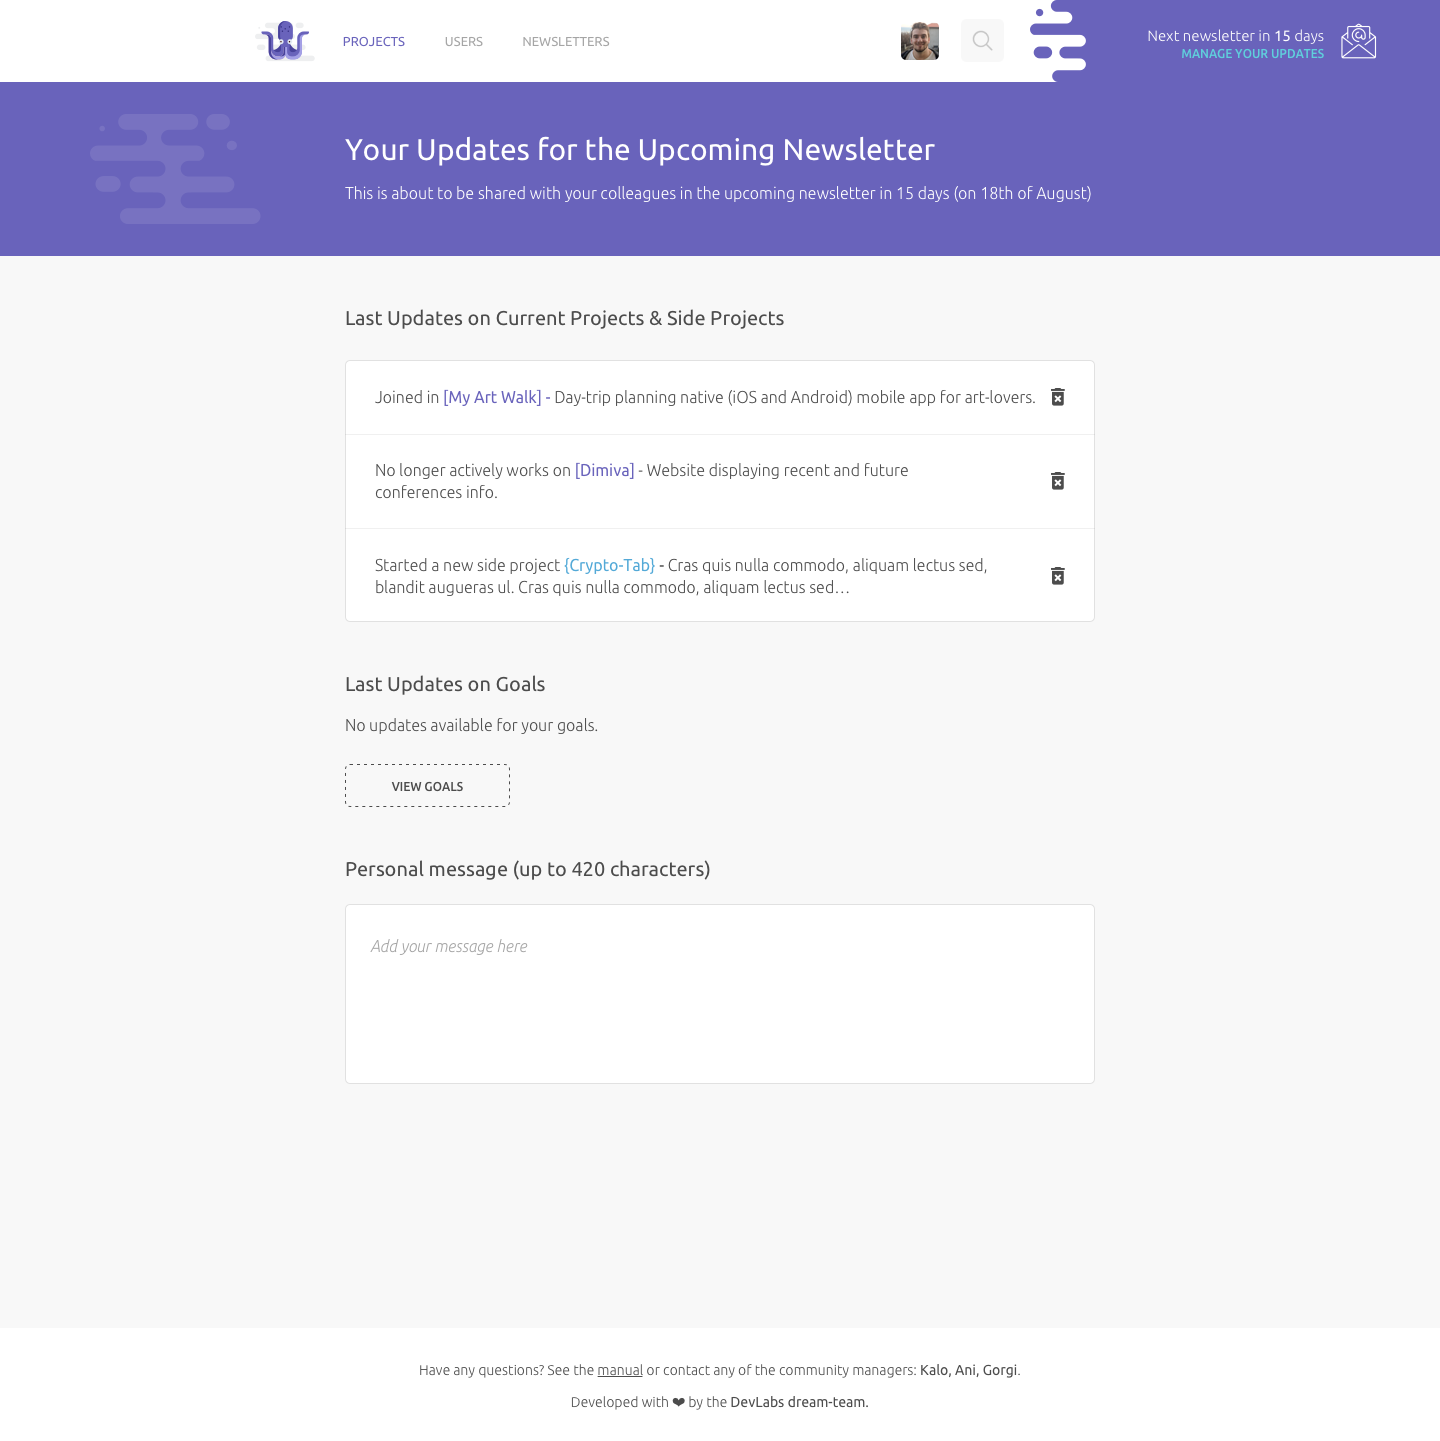 PROJECTS USERS NEWSLETTERS
Next newsletter in 15 days
MANAGE YOUR UPDATES
Your Updates for the Upcoming Newsletter
This is about to be shared with your colleagues in the upcoming newsletter in 15 days (on 18th of August)
Last Updates on Current Projects & Side Projects
Joined in [My Art Walk] - Day-trip planning native (iOS and Android) mobile app for art-lovers.
No longer actively works on [Dimiva] - Website displaying recent and future
conferences info.
Started a new side project {Crypto-Tab} - Cras quis nulla commodo, aliquam lectus sed,
blandit augueras ul. Cras quis nulla commodo, aliquam lectus sed…
Last Updates on Goals
No updates available for your goals.
VIEW GOALS
Personal message (up to 420 characters)
Add your message here
Have any questions? See the manual or contact any of the community managers: Kalo, Ani, Gorgi.
Developed with ❤ by the DevLabs dream-team.